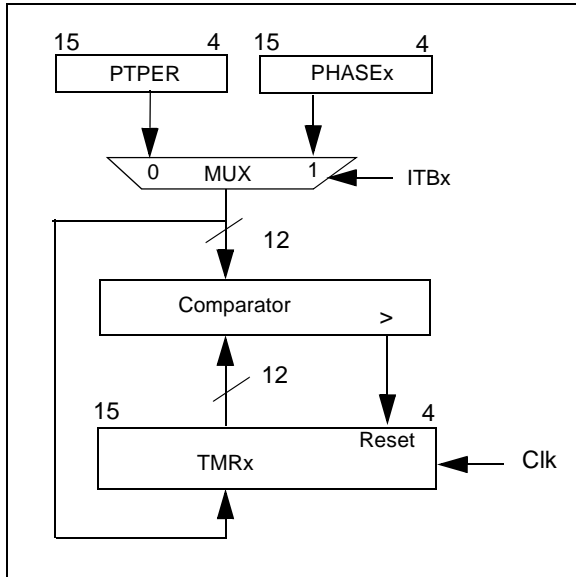 15 4 15 4
PTPER PHASEx
0 MUX 1
ITBx
12
Comparator
>
12
15 4
Reset
TMRx
Clk